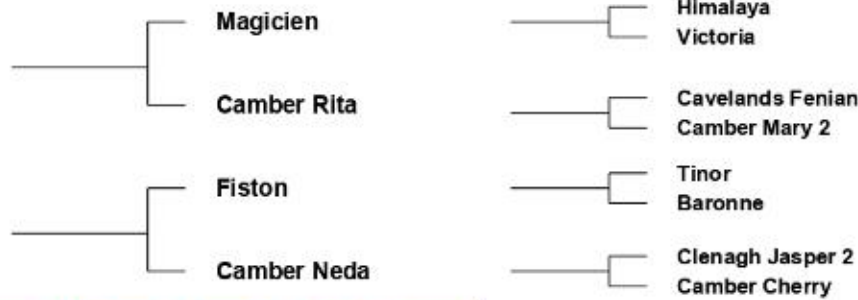 Magicien
Himalaya
Victoria
Camber Rita
Cavelands Fenian
Camber Mary 2
Fiston
Tinor
Baronne
Camber Neda
Clenagh Jasper 2
Camber Cherry